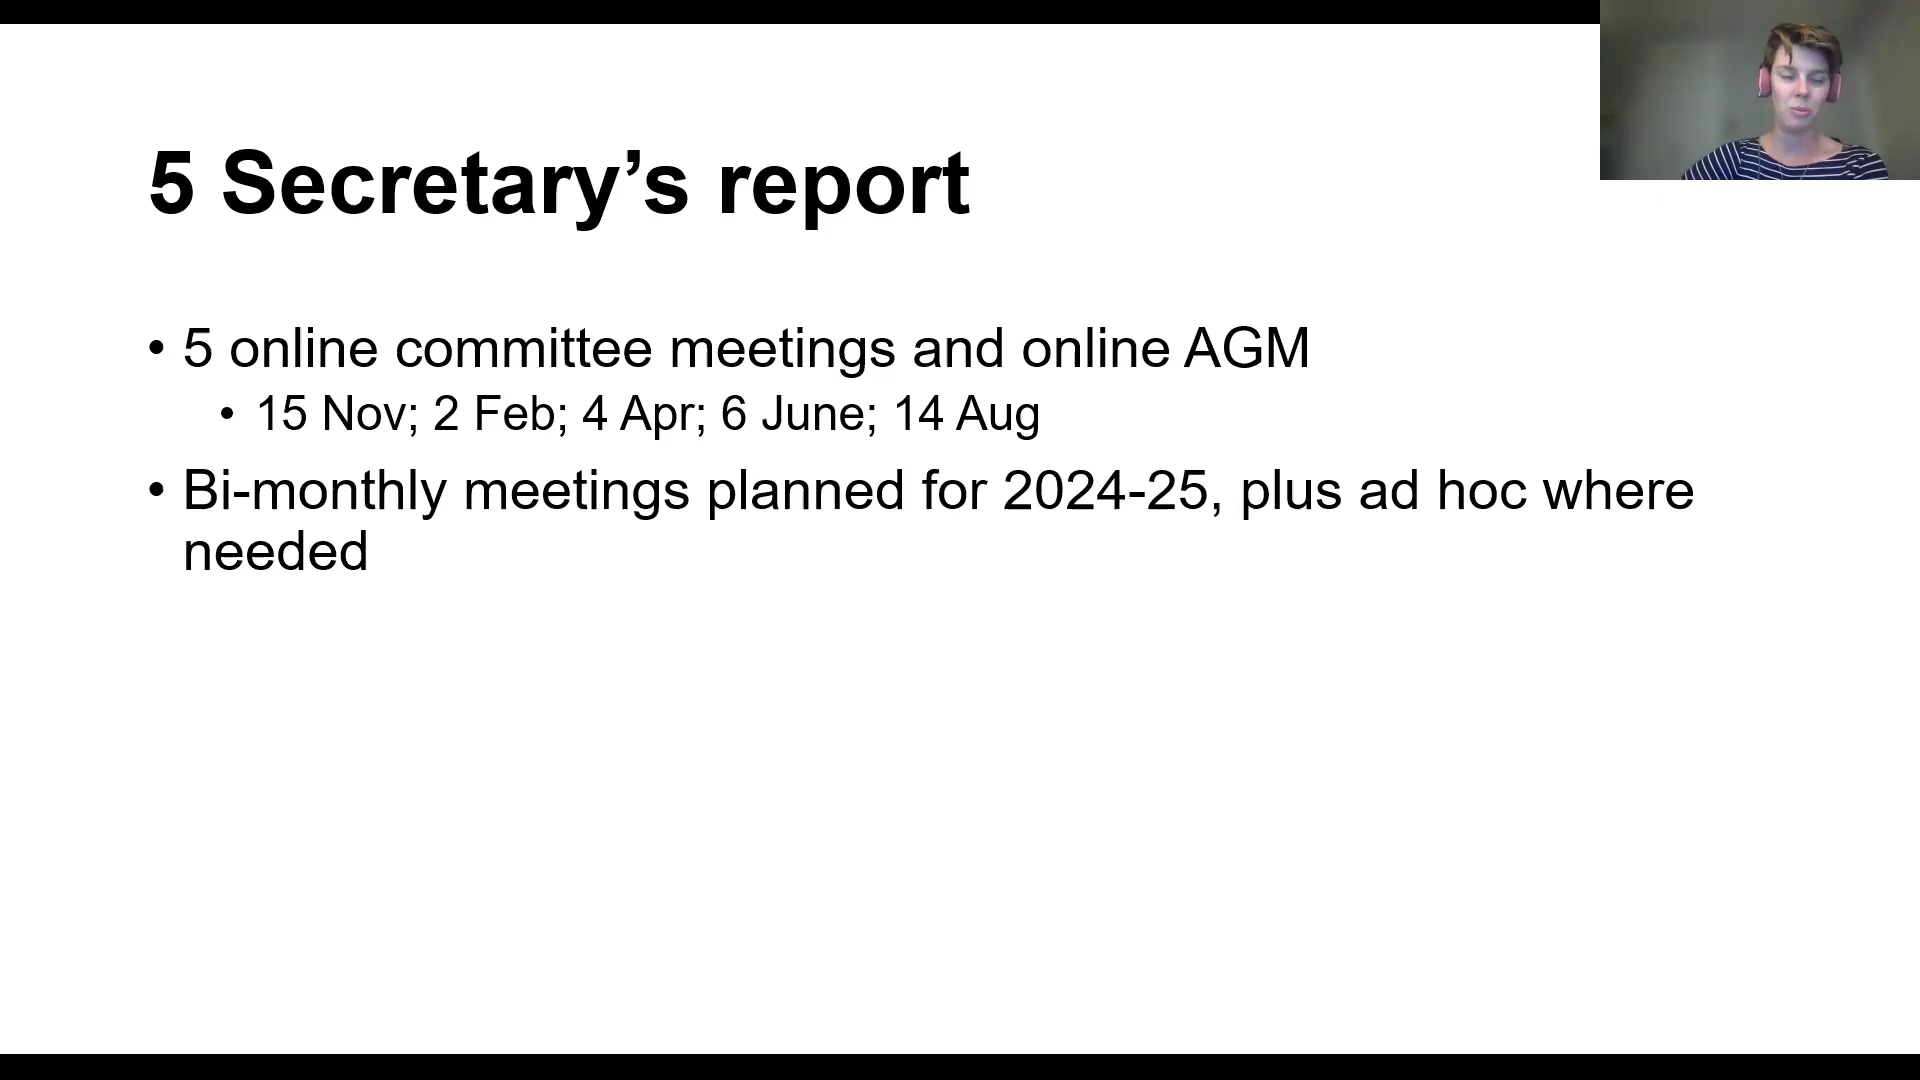 5 Secretary’s report
• 5 online committee meetings and online AGM
• 15 Nov; 2 Feb; 4 Apr; 6 June; 14 Aug
• Bi-monthly meetings planned for 2024-25, plus ad hoc where
needed